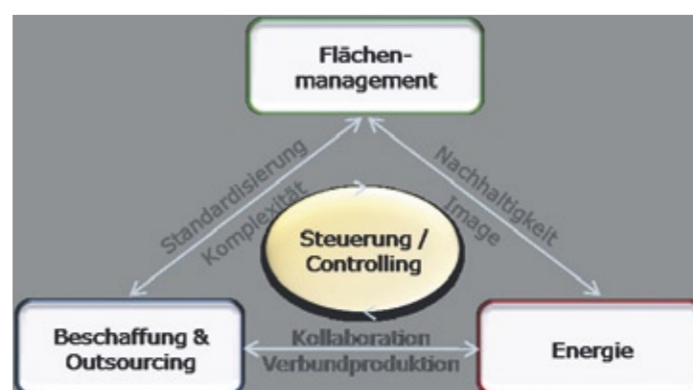 Flächen-
management
Standardisierung
Komplexität
Nachhaltigkeit
Image
Steuerung /
Controlling
Beschaffung &
Outsourcing
Kollaboration
Verbundproduktion
Energie